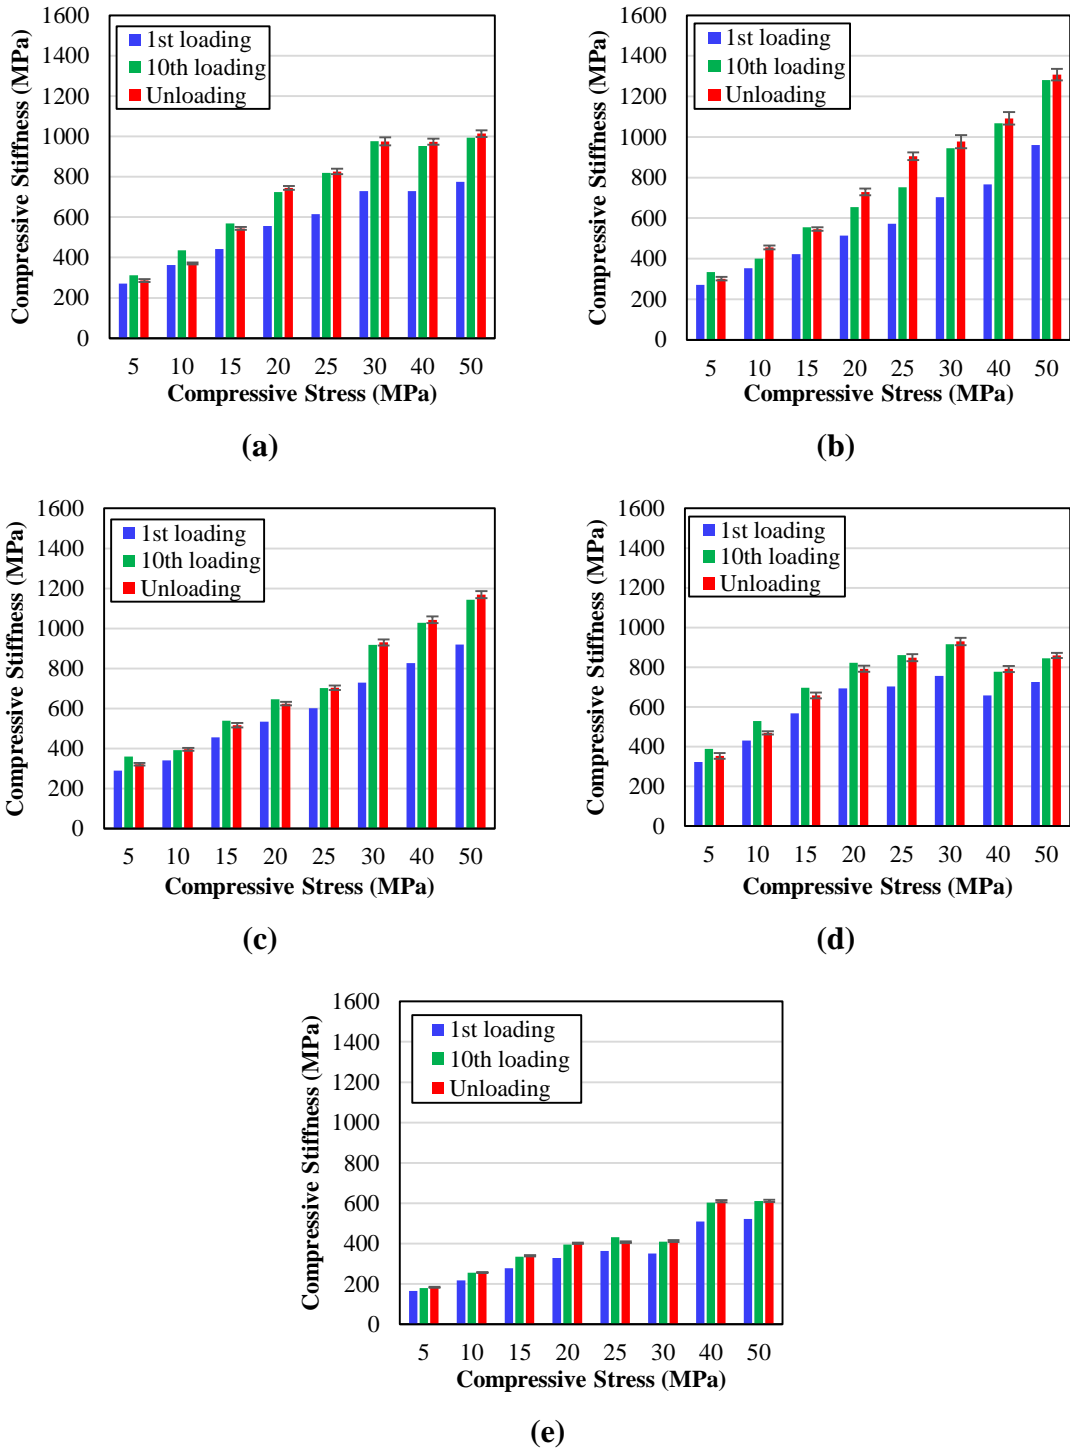 Compressive Stiffness (MPa)
1600
1400
1200
1000
800
600
400
200
0
1st loading
10th loading
Unloading
5 10 15 20 25 30 40 50
Compressive Stress (MPa)
(a)
Compressive Stiffness (MPa)
1600
1400
1200
1000
800
600
400
200
0
1st loading
10th loading
Unloading
5 10 15 20 25 30 40 50
Compressive Stress (MPa)
(b)
Compressive Stiffness (MPa)
1600
1400
1200
1000
800
600
400
200
0
1st loading
10th loading
Unloading
5 10 15 20 25 30 40 50
Compressive Stress (MPa)
(c)
Compressive Stiffness (MPa)
1600
1400
1200
1000
800
600
400
200
0
1st loading
10th loading
Unloading
5 10 15 20 25 30 40 50
Compressive Stress (MPa)
(d)
Compressive Stiffness (MPa)
1600
1400
1200
1000
800
600
400
200
0
1st loading
10th loading
Unloading
5 10 15 20 25 30 40 50
Compressive Stress (MPa)
(e)